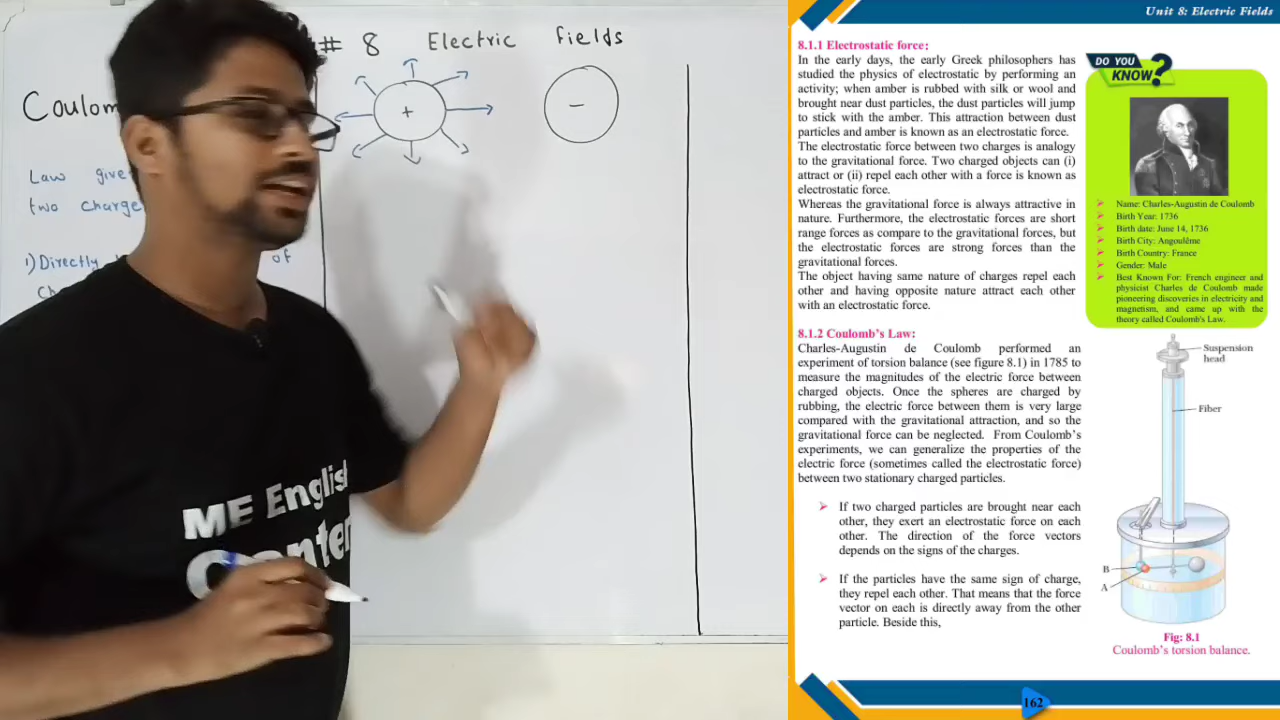 # 8 Electric fields
Coulom
+
−
Law give
two charge
1) Directly
of
ME English
Center
Unit 8: Electric Fields
8.1.1 Electrostatic force:
In the early days, the early Greek philosophers has
studied the physics of electrostatic by performing an
activity; when amber is rubbed with silk or wool and
brought near dust particles, the dust particles will jump
to stick with the amber. This attraction between dust
particles and amber is known as an electrostatic force.
The electrostatic force between two charges is analogy
to the gravitational force. Two charged objects can (i)
attract or (ii) repel each other with a force is known as
electrostatic force.
Whereas the gravitational force is always attractive in
nature. Furthermore, the electrostatic forces are short
range forces as compare to the gravitational forces, but
the electrostatic forces are strong forces than the
gravitational forces.
The object having same nature of charges repel each
other and having opposite nature attract each other
with an electrostatic force.
8.1.2 Coulomb's Law:
Charles-Augustin de Coulomb performed an
experiment of torsion balance (see figure 8.1) in 1785 to
measure the magnitudes of the electric force between
charged objects. Once the spheres are charged by
rubbing, the electric force between them is very large
compared with the gravitational attraction, and so the
gravitational force can be neglected. From Coulomb's
experiments, we can generalize the properties of the
electric force (sometimes called the electrostatic force)
between two stationary charged particles.
➢ If two charged particles are brought near each
other, they exert an electrostatic force on each
other. The direction of the force vectors
depends on the signs of the charges.
➢ If the particles have the same sign of charge,
they repel each other. That means that the force
vector on each is directly away from the other
particle. Beside this,
DO YOU
KNOW?
➢ Name: Charles-Augustin de Coulomb
➢ Birth Year: 1736
➢ Birth date: June 14, 1736
➢ Birth City: Angoulême
➢ Birth Country: France
➢ Gender: Male
➢ Best Known For: French engineer and
physicist Charles de Coulomb made
pioneering discoveries in electricity and
magnetism, and came up with the
theory called Coulomb's Law.
Suspension
head
Fiber
B
A
Fig: 8.1
Coulomb's torsion balance.
162